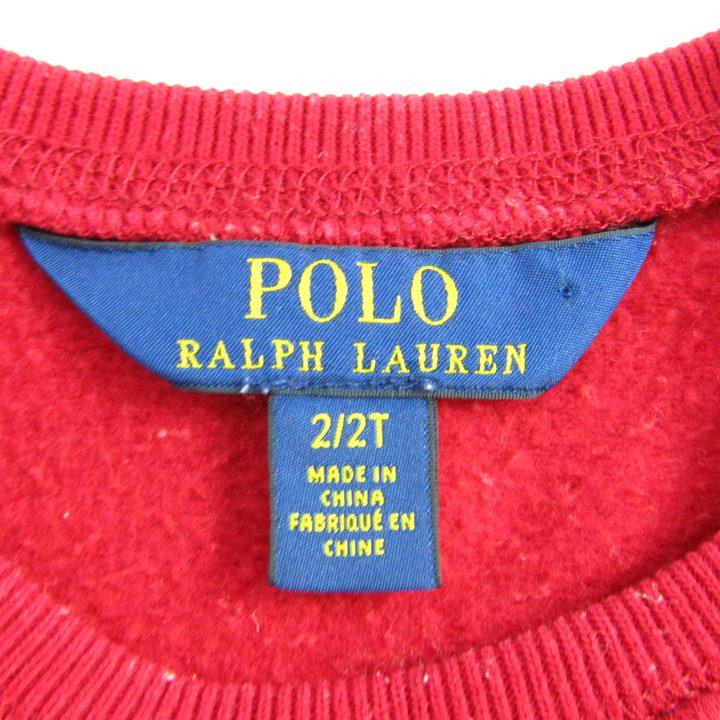 POLO
RALPH LAUREN
2/2T
MADE IN
CHINA
FABRIQUÉ EN
CHINE